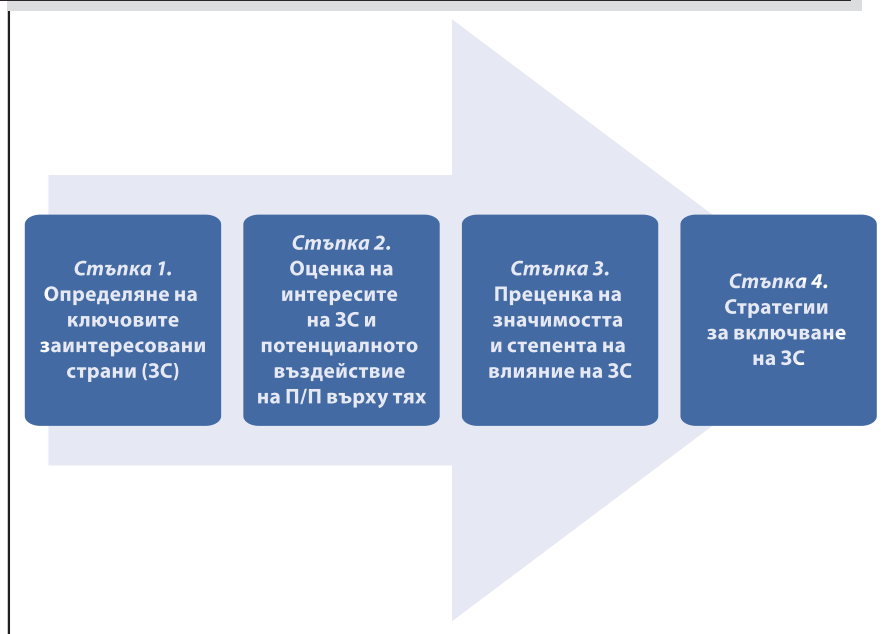 Стъпка 1.
Определяне на
ключовите
заинтересовани
страни (ЗС)
Стъпка 2.
Оценка на
интересите
на ЗС и
потенциалното
въздействие
на П/П върху тях
Стъпка 3.
Преценка на
значимостта
и степента на
влияние на ЗС
Стъпка 4.
Стратегии
за включване
на ЗС